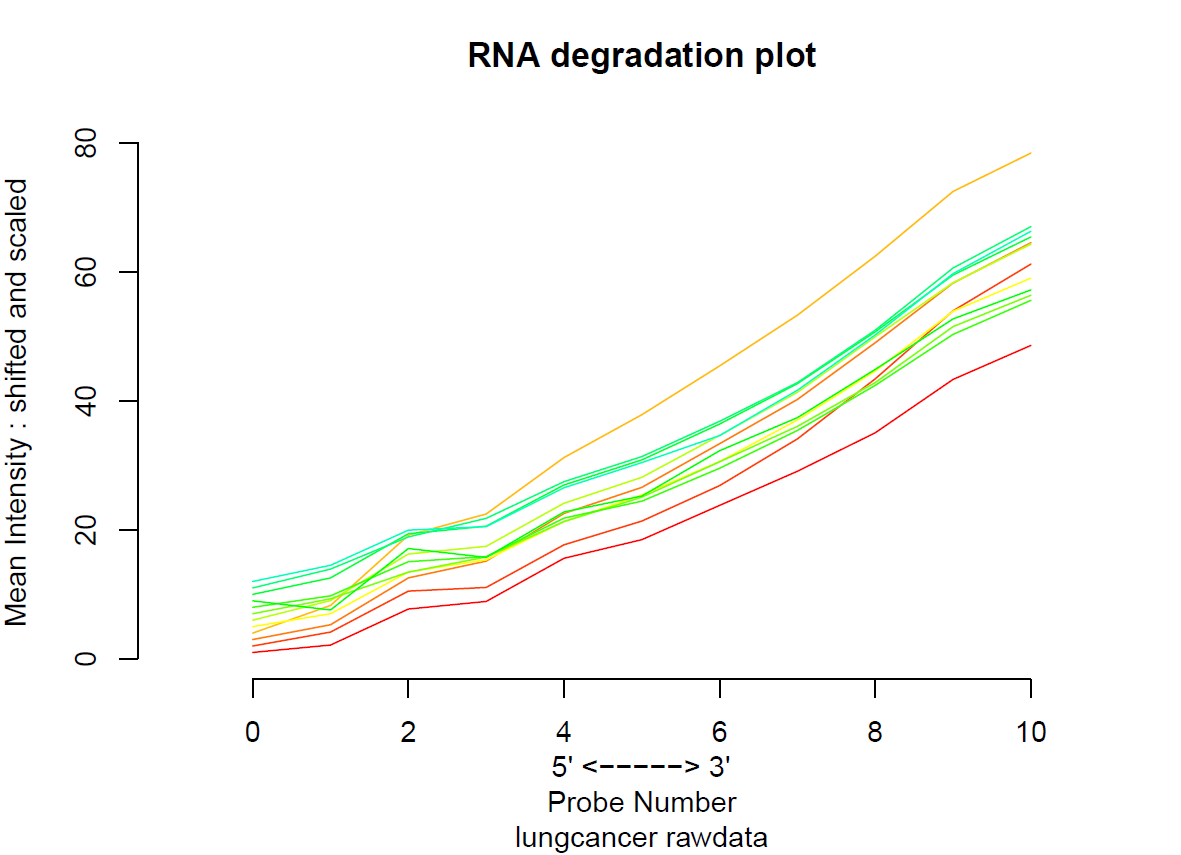 RNA degradation plot
Mean Intensity : shifted and scaled
80
60
40
20
0
0 2 4 6 8 10
5' <-----> 3'
Probe Number
lungcancer rawdata